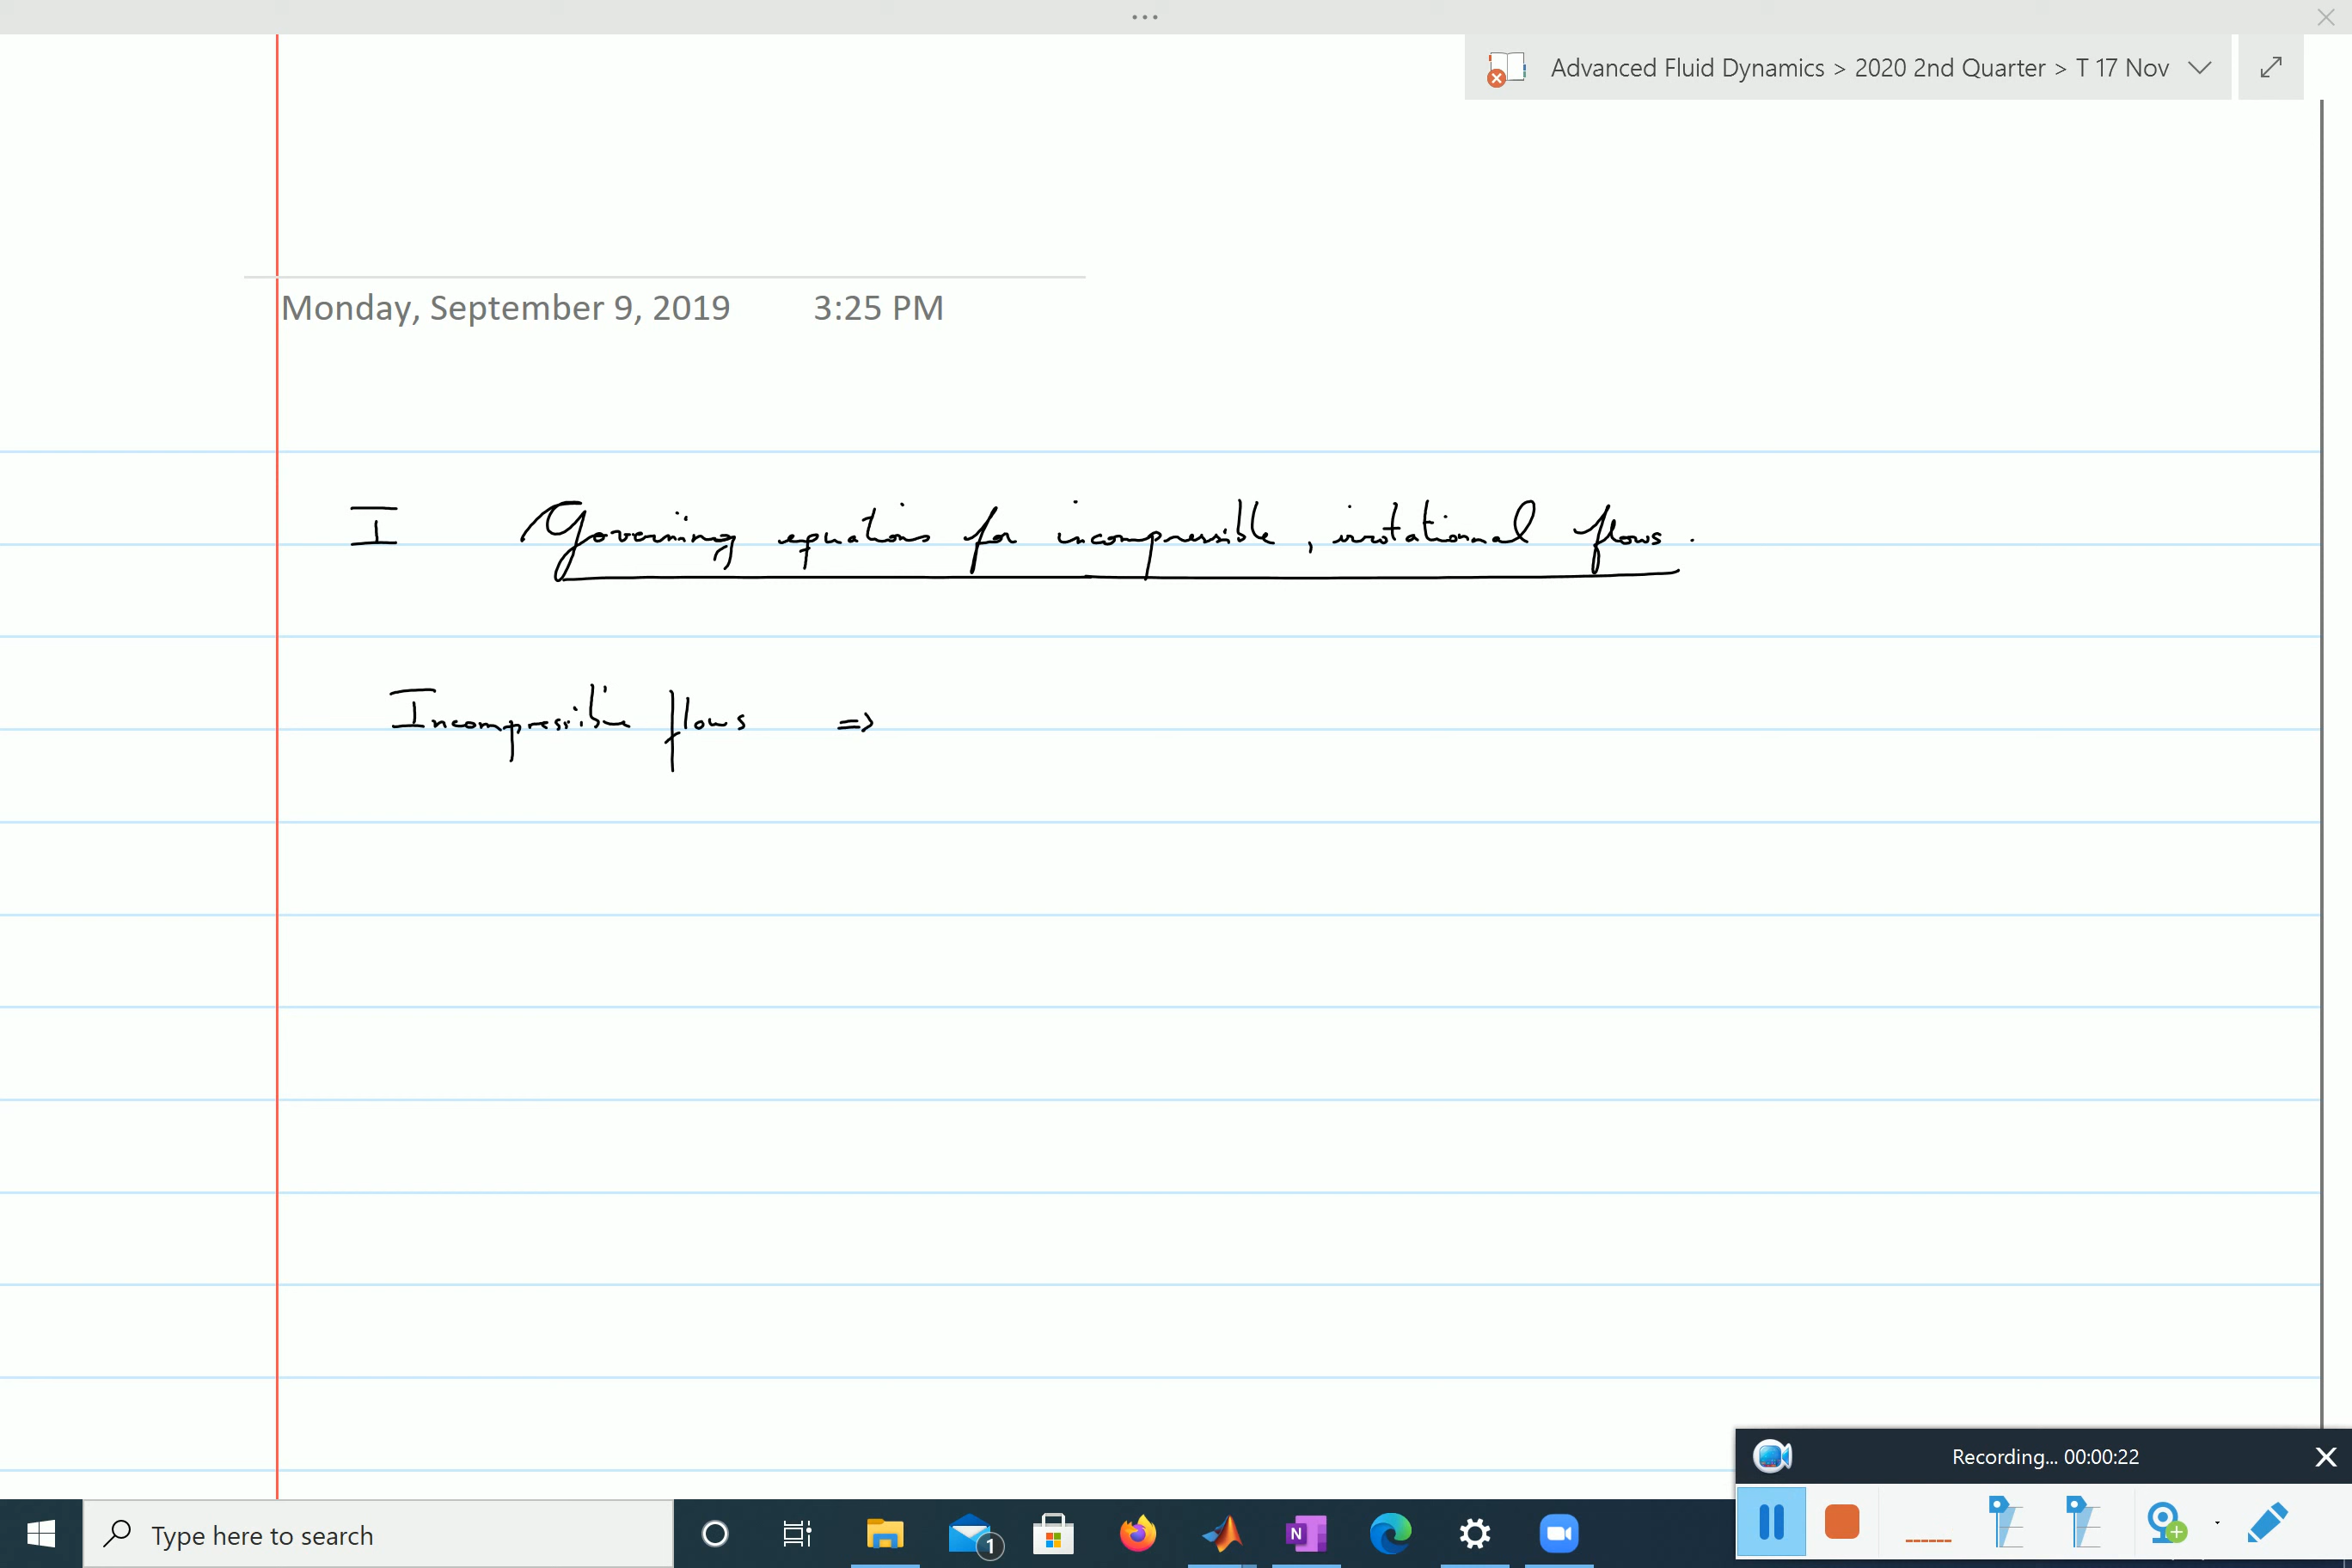 ...
Advanced Fluid Dynamics > 2020 2nd Quarter > T 17 Nov
Monday, September 9, 2019 3:25 PM
I Governing equations for incompressible, irrotational flows.
Incompressible flows ⇒
Recording... 00:00:22
Type here to search
1
N